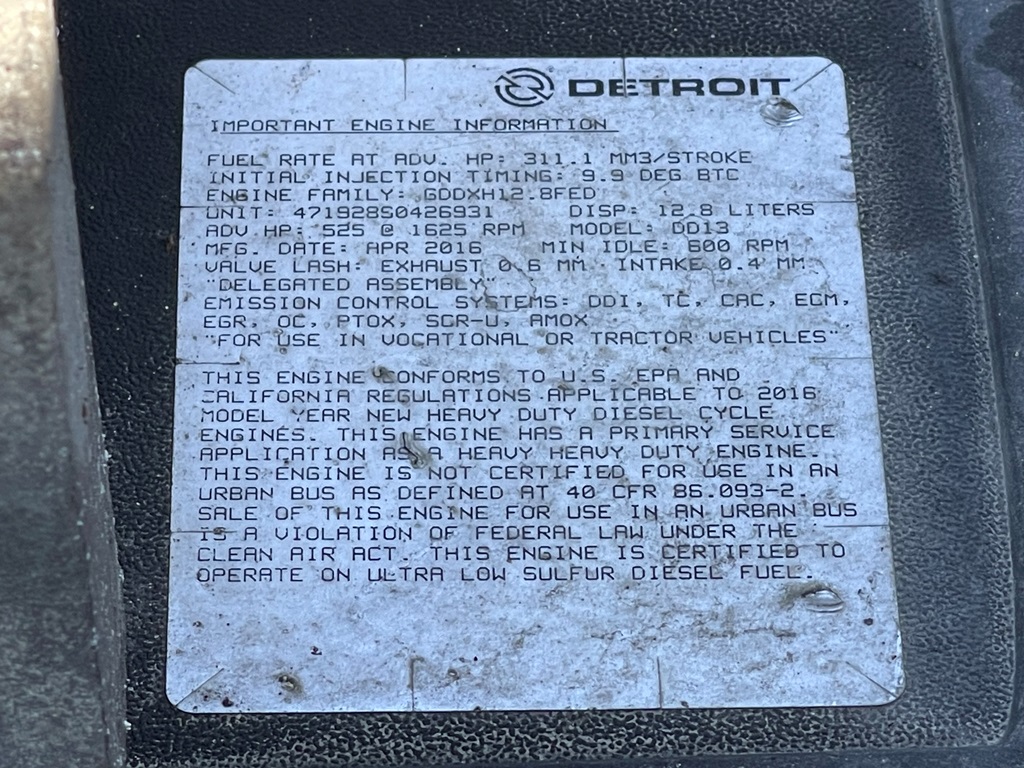 DETROIT
IMPORTANT ENGINE INFORMATION
FUEL RATE AT ADV. HP: 311.1 MM3/STROKE
INITIAL INJECTION TIMING: 9.9 DEG BTC
ENGINE FAMILY: GDDXH12.8FED
UNIT: 471928S0426931 DISP: 12.8 LITERS
ADV HP: 525 @ 1625 RPM MODEL: DD13
MFG. DATE: APR 2016 MIN IDLE: 600 RPM
VALVE LASH: EXHAUST 0.6 MM INTAKE 0.4 MM
"DELEGATED ASSEMBLY"
EMISSION CONTROL SYSTEMS: DDI, TC, CAC, ECM,
EGR, OC, PTOX, SCR-U, AMOX
"FOR USE IN VOCATIONAL OR TRACTOR VEHICLES"
THIS ENGINE CONFORMS TO U.S. EPA AND
CALIFORNIA REGULATIONS APPLICABLE TO 2016
MODEL YEAR NEW HEAVY DUTY DIESEL CYCLE
ENGINES. THIS ENGINE HAS A PRIMARY SERVICE
APPLICATION AS A HEAVY HEAVY DUTY ENGINE.
THIS ENGINE IS NOT CERTIFIED FOR USE IN AN
URBAN BUS AS DEFINED AT 40 CFR 86.093-2.
SALE OF THIS ENGINE FOR USE IN AN URBAN BUS
IS A VIOLATION OF FEDERAL LAW UNDER THE
CLEAN AIR ACT. THIS ENGINE IS CERTIFIED TO
OPERATE ON ULTRA LOW SULFUR DIESEL FUEL.